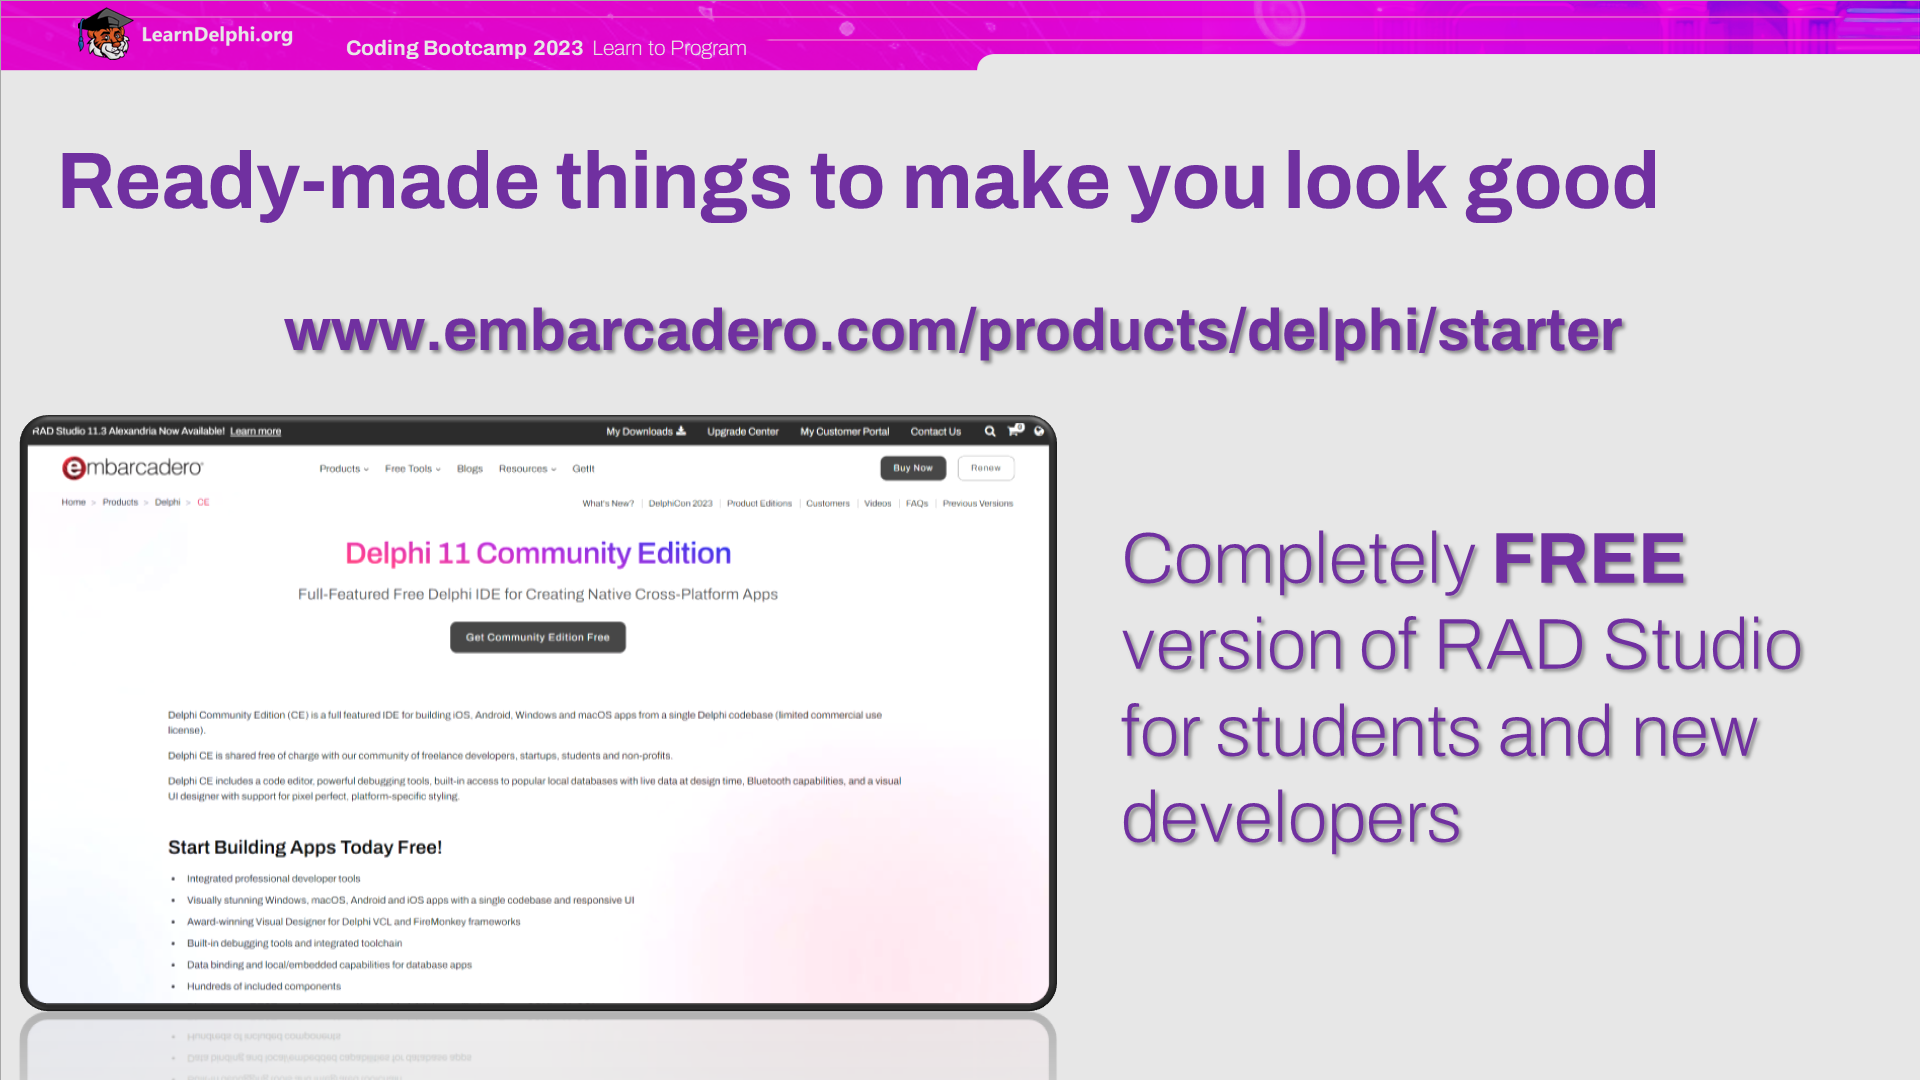 LearnDelphi.org
Coding Bootcamp 2023 Learn to Program
Ready-made things to make you look good
www.embarcadero.com/products/delphi/starter
RAD Studio 11.3 Alexandria Now Available! Learn more
My Downloads Upgrade Center My Customer Portal Contact Us 0
embarcadero
Products Free Tools Blogs Resources GetIt Buy Now Renew
Home > Products > Delphi > CE
What's New? | DelphiCon 2023 | Product Editions | Customers | Videos | FAQs | Previous Versions
Delphi 11 Community Edition
Full-Featured Free Delphi IDE for Creating Native Cross-Platform Apps
Get Community Edition Free
Delphi Community Edition (CE) is a full featured IDE for building iOS, Android, Windows and macOS apps from a single Delphi codebase (limited commercial use
license).
Delphi CE is shared free of charge with our community of freelance developers, startups, students and non-profits.
Delphi CE includes a code editor, powerful debugging tools, built-in access to popular local databases with live data at design time, Bluetooth capabilities, and a visual
UI designer with support for pixel perfect, platform-specific styling.
Start Building Apps Today Free!
• Integrated professional developer tools
• Visually stunning Windows, macOS, Android and iOS apps with a single codebase and responsive UI
• Award-winning Visual Designer for Delphi VCL and FireMonkey frameworks
• Built-in debugging tools and integrated toolchain
• Data binding and local/embedded capabilities for database apps
• Hundreds of included components
Completely FREE
version of RAD Studio
for students and new
developers